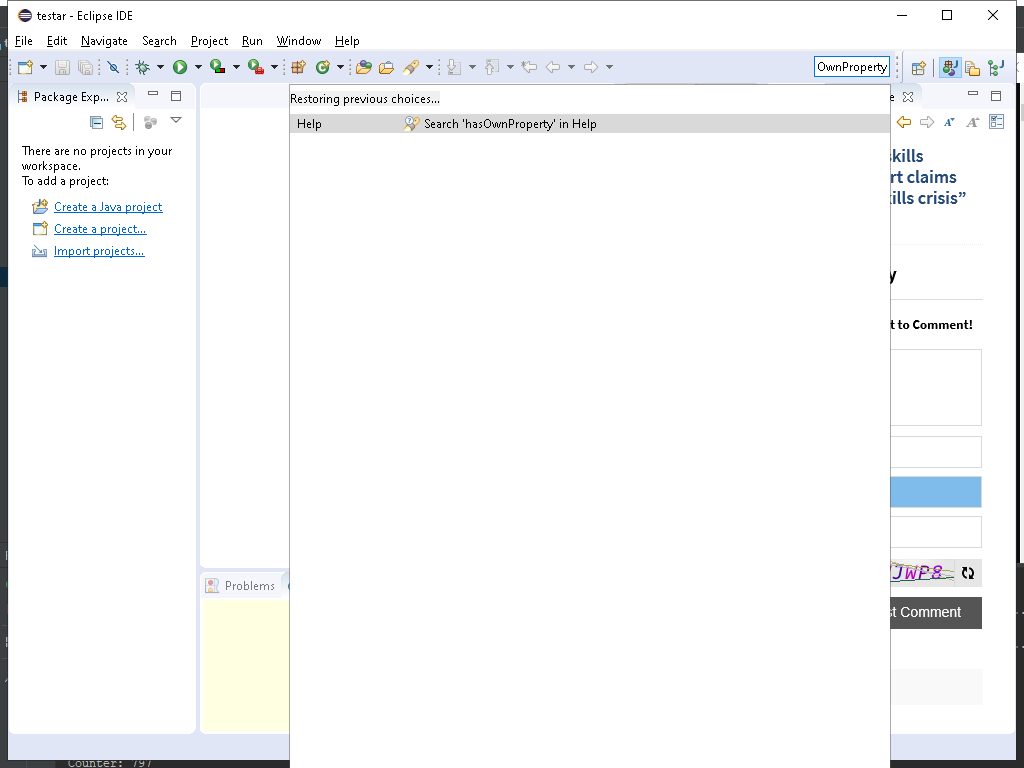 testar - Eclipse IDE
File Edit Navigate Search Project Run Window Help
OwnProperty
Package Exp...
Restoring previous choices...
Help Search 'hasOwnProperty' in Help
There are no projects in your
workspace.
To add a project:
Create a Java project
Create a project...
Import projects...
kills
rt claims
ills crisis”
y
t to Comment!
JWP8
st Comment
Problems
Counter: 797